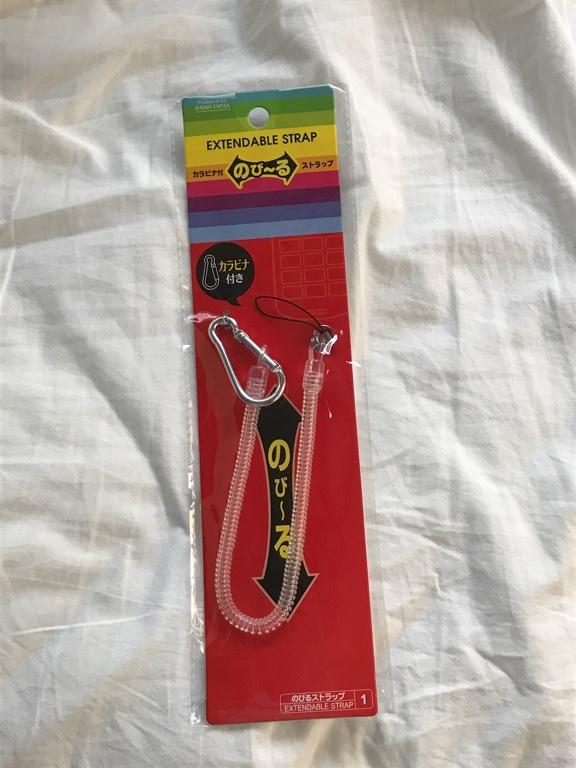 Produced for
DAISO JAPAN
EXTENDABLE STRAP
カラビナ付 のび～る ストラップ
カラビナ
付き
のび～る
のびるストラップ
EXTENDABLE STRAP 1